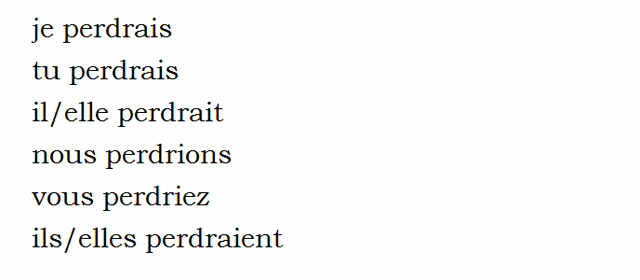 je perdrais
tu perdrais
il/elle perdrait
nous perdrions
vous perdriez
ils/elles perdraient